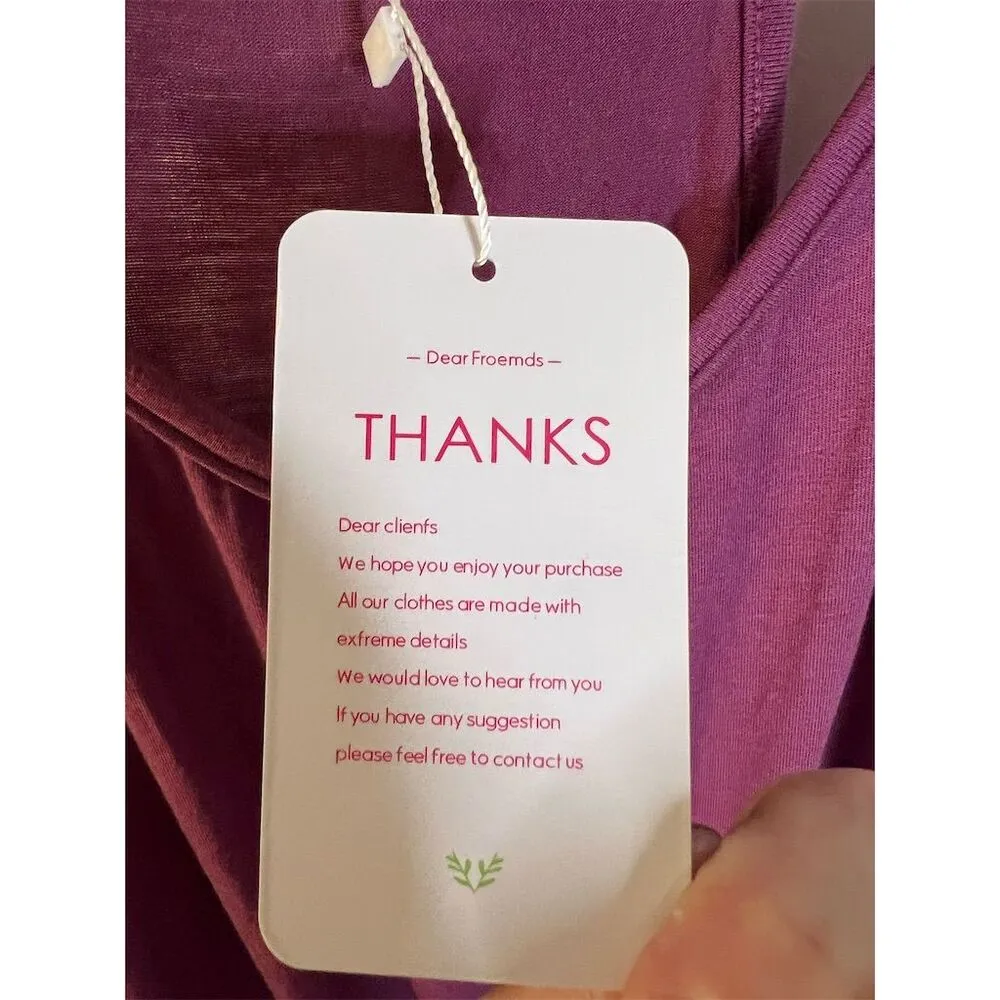 — Dear Froemds —
THANKS
Dear clienfs
We hope you enjoy your purchase
All our clothes are made with
exfreme details
We would love to hear from you
If you have any suggestion
please feel free to contact us